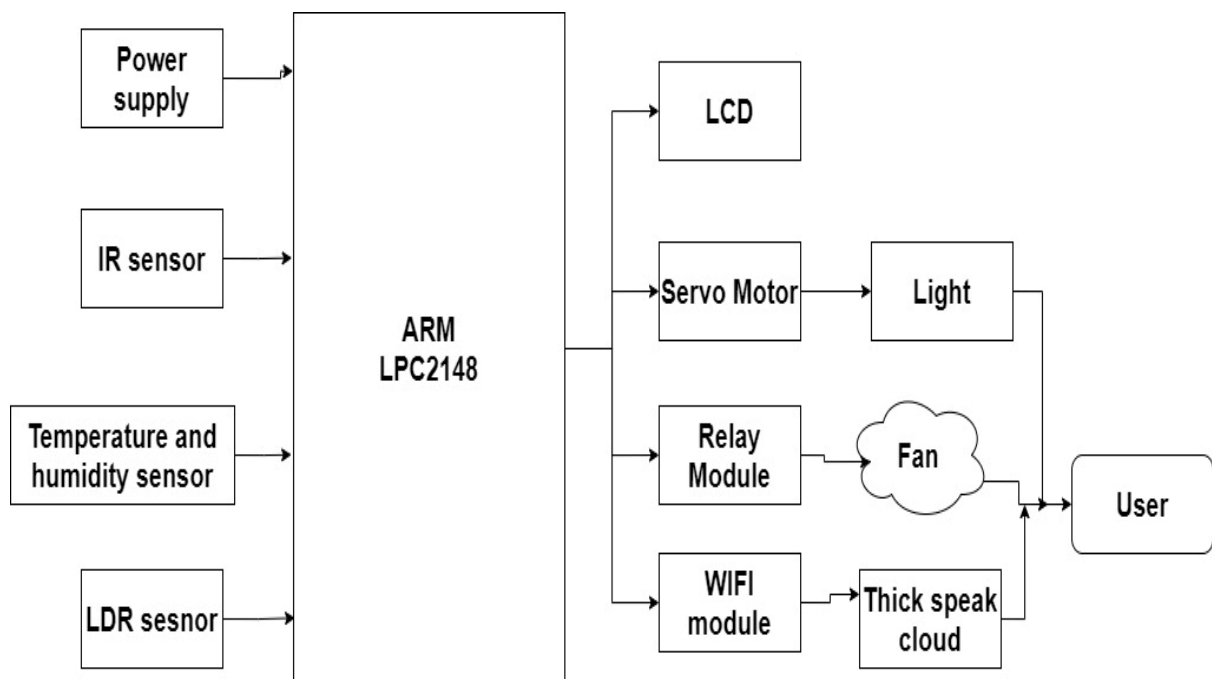 Power
supply
IR sensor
Temperature and
humidity sensor
LDR sesnor
ARM
LPC2148
LCD
Servo Motor
Light
Relay
Module
Fan
WIFI
module
Thick speak
cloud
User